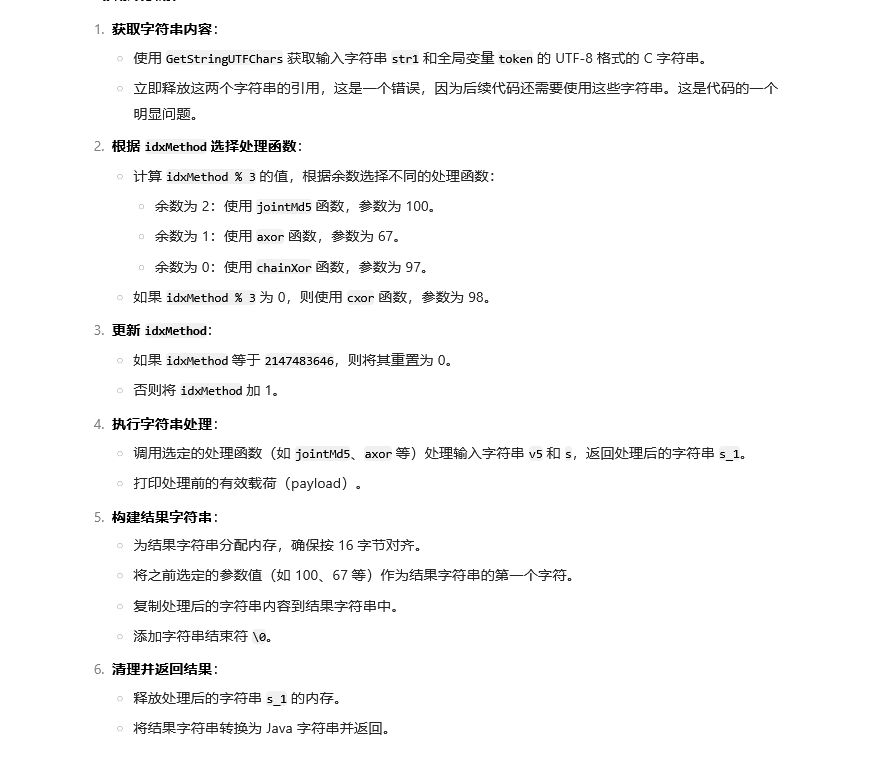 1. 获取字符串内容：
使用 GetStringUTFChars 获取输入字符串 str1 和全局变量 token 的 UTF-8 格式的 C 字符串。
立即释放这两个字符串的引用，这是一个错误，因为后续代码还需要使用这些字符串。这是代码的一个
明显问题。
2. 根据 idxMethod 选择处理函数：
计算 idxMethod % 3 的值，根据余数选择不同的处理函数：
余数为 2：使用 jointMd5 函数，参数为 100。
余数为 1：使用 axor 函数，参数为 67。
余数为 0：使用 chainXor 函数，参数为 97。
如果 idxMethod % 3 为 0，则使用 cxor 函数，参数为 98。
3. 更新 idxMethod：
如果 idxMethod 等于 2147483646，则将其重置为 0。
否则将 idxMethod 加 1。
4. 执行字符串处理：
调用选定的处理函数（如 jointMd5、axor 等）处理输入字符串 v5 和 s，返回处理后的字符串 s_1。
打印处理前的有效载荷（payload）。
5. 构建结果字符串：
为结果字符串分配内存，确保按 16 字节对齐。
将之前选定的参数值（如 100、67 等）作为结果字符串的第一个字符。
复制处理后的字符串内容到结果字符串中。
添加字符串结束符 \0。
6. 清理并返回结果：
释放处理后的字符串 s_1 的内存。
将结果字符串转换为 Java 字符串并返回。